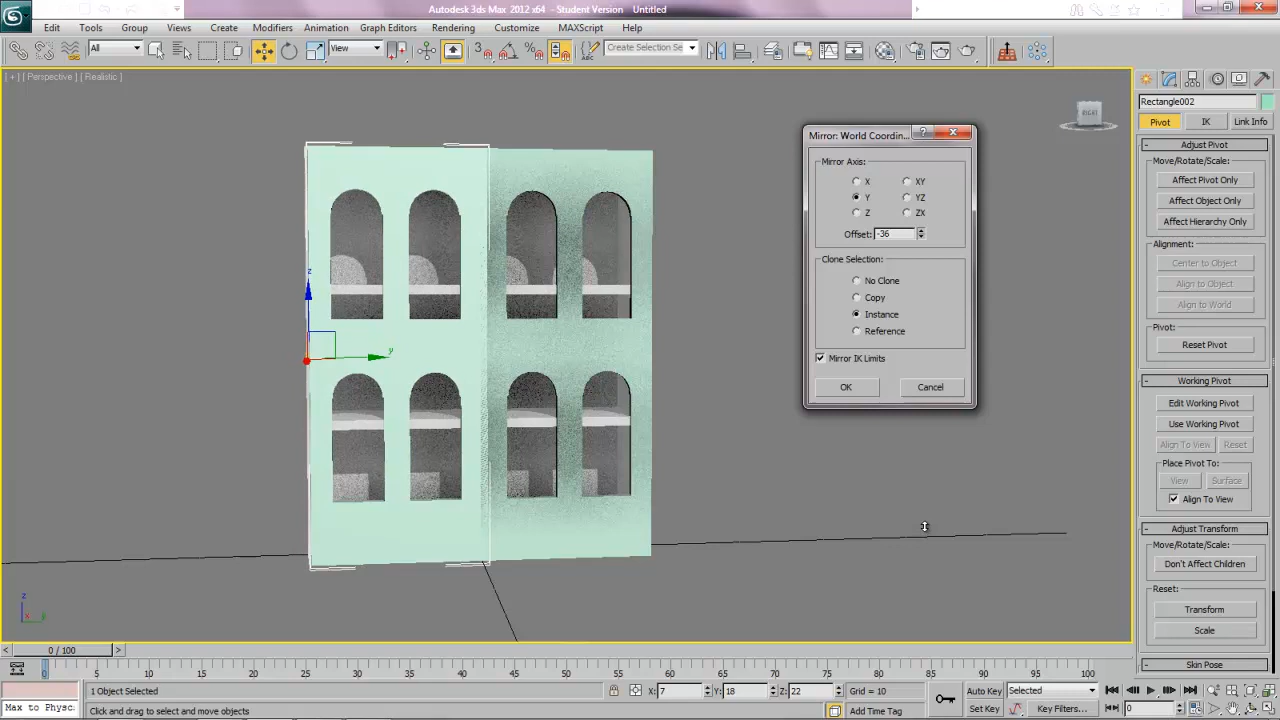 Autodesk 3ds Max 2012 x64 - Student Version Untitled
Edit Tools Group Views Create Modifiers Animation Graph Editors Rendering Customize MAXScript Help
All View 3 Create Selection Se
[ + ] [ Perspective ] [ Realistic ]
Rectangle002
Pivot IK Link Info
Mirror: World Coordin...
Mirror Axis:
X XY
Y YZ
Z ZX
Offset: -36
Clone Selection:
No Clone
Copy
Instance
Reference
Mirror IK Limits
OK Cancel
- Adjust Pivot
Move/Rotate/Scale:
Affect Pivot Only
Affect Object Only
Affect Hierarchy Only
Alignment:
Center to Object
Align to Object
Align to World
Pivot:
Reset Pivot
- Working Pivot
Edit Working Pivot
Use Working Pivot
Align To View Reset
Place Pivot To:
View Surface
Align To View
- Adjust Transform
Move/Rotate/Scale:
Don't Affect Children
Reset:
Transform
Scale
- Skin Pose
z
y
z
x y
< 0 / 100 >
0 5 10 15 20 25 30 35 40 45 50 55 60 65 70 75 80 85 90 95 100
1 Object Selected X: 7 Y: 18 Z: 22 Grid = 10 Auto Key Selected
Max to Physc Click and drag to select and move objects Add Time Tag Set Key Key Filters... 0